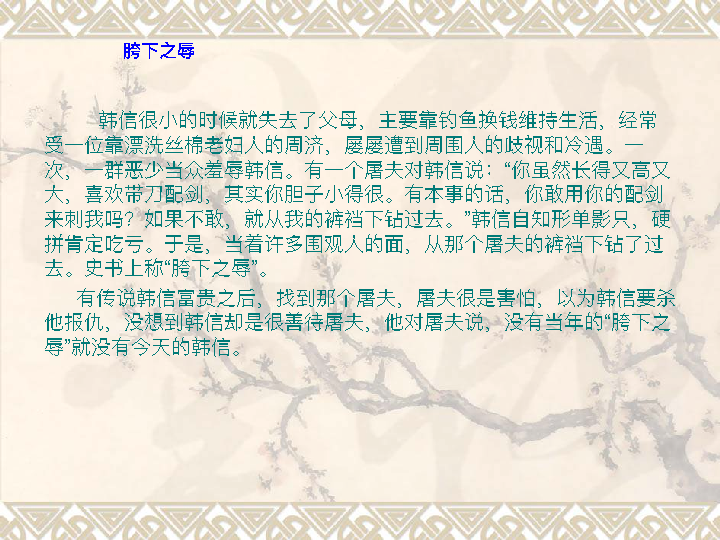 胯下之辱
韩信很小的时候就失去了父母，主要靠钓鱼换钱维持生活，经常
受一位靠漂洗丝棉老妇人的周济，屡屡遭到周围人的歧视和冷遇。一
次，一群恶少当众羞辱韩信。有一个屠夫对韩信说：“你虽然长得又高又
大，喜欢带刀配剑，其实你胆子小得很。有本事的话，你敢用你的配剑
来刺我吗？如果不敢，就从我的裤裆下钻过去。”韩信自知形单影只，硬
拼肯定吃亏。于是，当着许多围观人的面，从那个屠夫的裤裆下钻了过
去。史书上称“胯下之辱”。
有传说韩信富贵之后，找到那个屠夫，屠夫很是害怕，以为韩信要杀
他报仇，没想到韩信却是很善待屠夫，他对屠夫说，没有当年的“胯下之
辱”就没有今天的韩信。